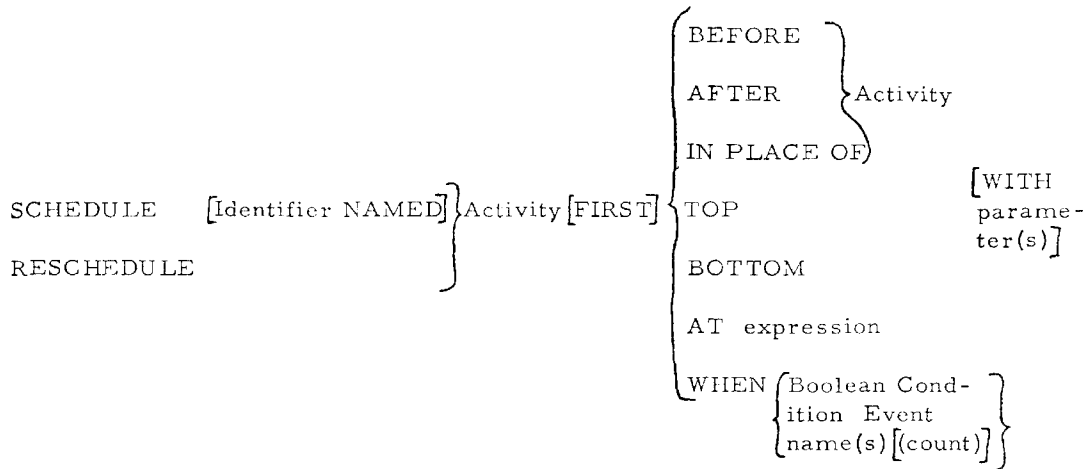 BEFORE
AFTER } Activity
IN PLACE OF
SCHEDULE [Identifier NAMED] } Activity [FIRST] { TOP [WITH parame-ter(s)]
RESCHEDULE
BOTTOM
AT expression
WHEN { Boolean Cond-
ition Event
name(s) [(count)] }